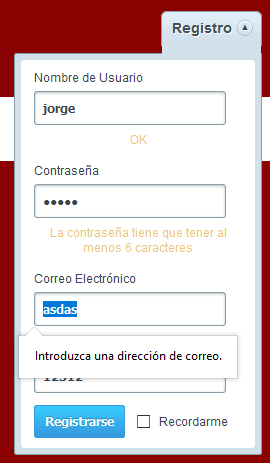 Registro
Nombre de Usuario
jorge
OK
Contraseña
•••••
La contraseña tiene que tener al
menos 6 caracteres
Correo Electrónico
asdas
Introduzca una dirección de correo.
Registrarse
Recordarme